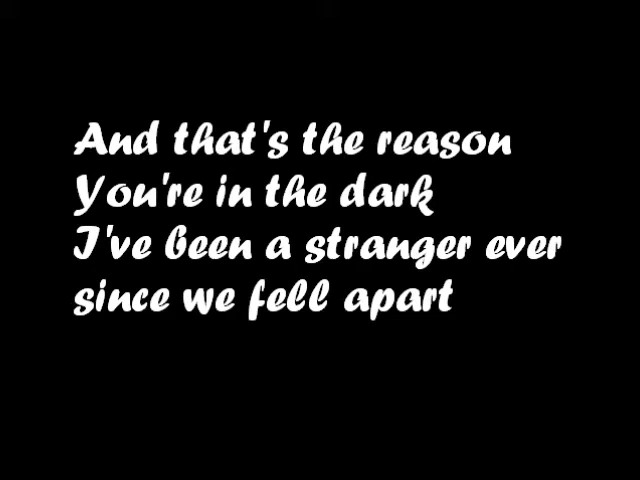 And that's the reason
You're in the dark
I've been a stranger ever
since we fell apart